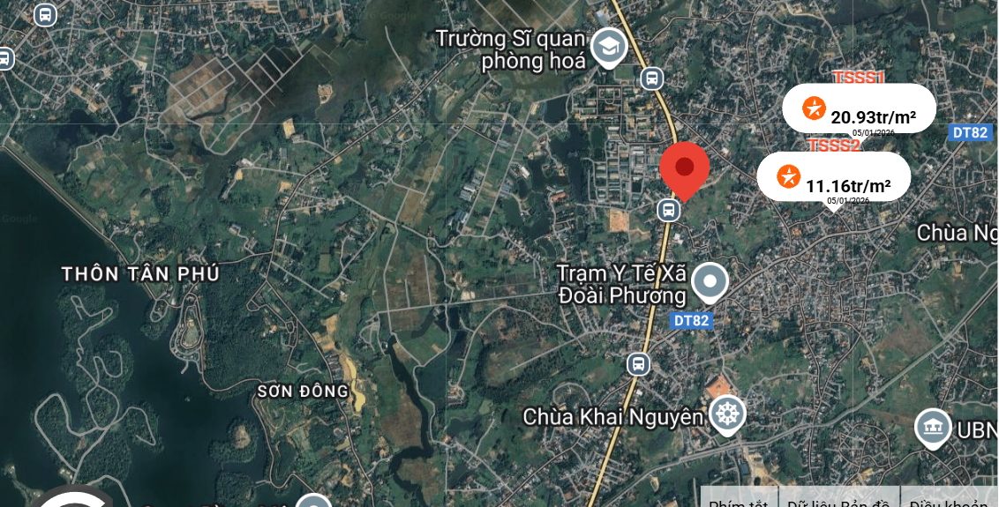 Trường Sĩ quan
phòng hoá
TSSS1
20.93tr/m²
05/01/2026
DT82
TSSS2
11.16tr/m²
05/01/2026
Google
Google
Chùa Ng
THÔN TÂN PHÚ
Trạm Y Tế Xã
Đoài Phương
DT82
SƠN ĐÔNG
Chùa Khai Nguyên
UBN
Phím tắt
Dữ liệu Bản đồ
Điều khoản